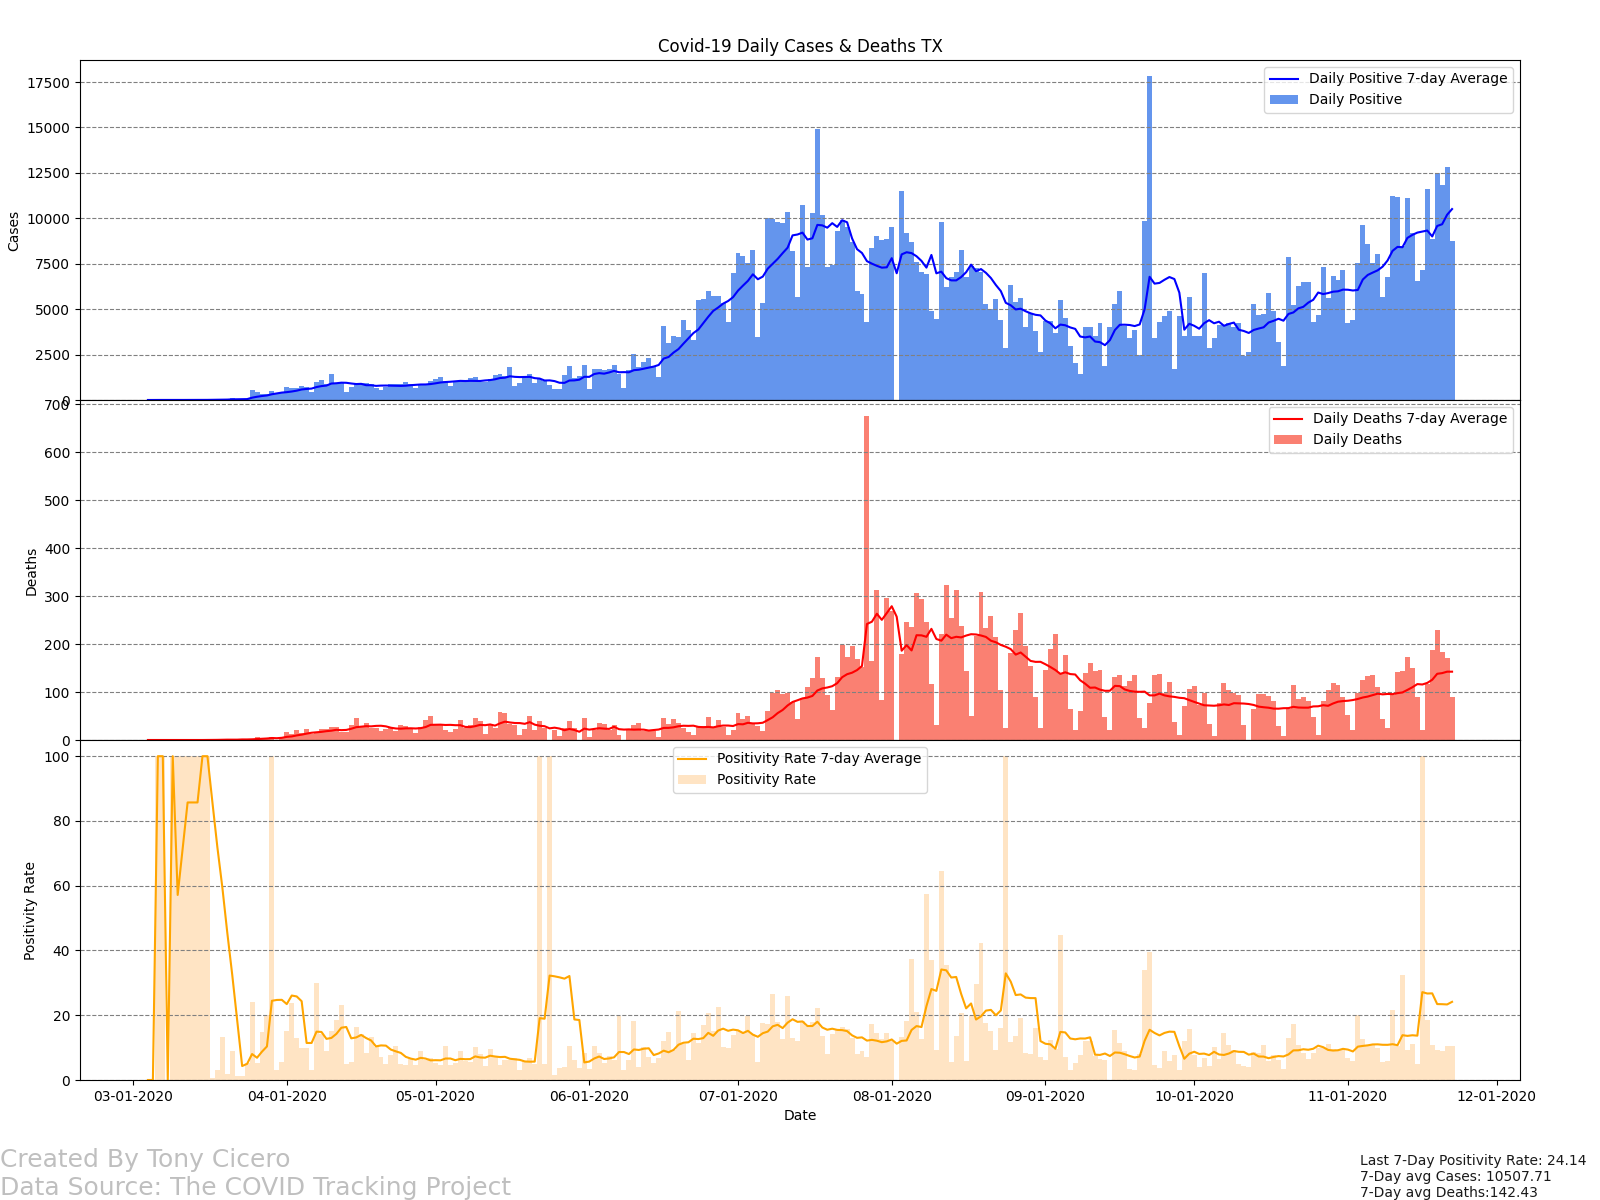 Covid-19 Daily Cases & Deaths TX
17500
15000
12500
10000
7500
5000
2500
0
Cases
Daily Positive 7-day Average
Daily Positive
700
600
500
400
300
200
100
0
Deaths
Daily Deaths 7-day Average
Daily Deaths
100
80
60
40
20
0
Positivity Rate
Positivity Rate 7-day Average
Positivity Rate
03-01-2020 04-01-2020 05-01-2020 06-01-2020 07-01-2020 08-01-2020 09-01-2020 10-01-2020 11-01-2020 12-01-2020
Date
Created By Tony Cicero
Data Source: The COVID Tracking Project
Last 7-Day Positivity Rate: 24.14
7-Day avg Cases: 10507.71
7-Day avg Deaths:142.43